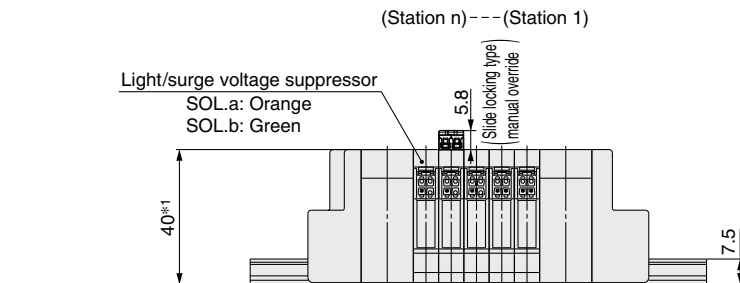 (Station n)---(Station 1)
Light/surge voltage suppressor
SOL.a: Orange
SOL.b: Green
5.8
(Slide locking type
manual override)
40*1
7.5